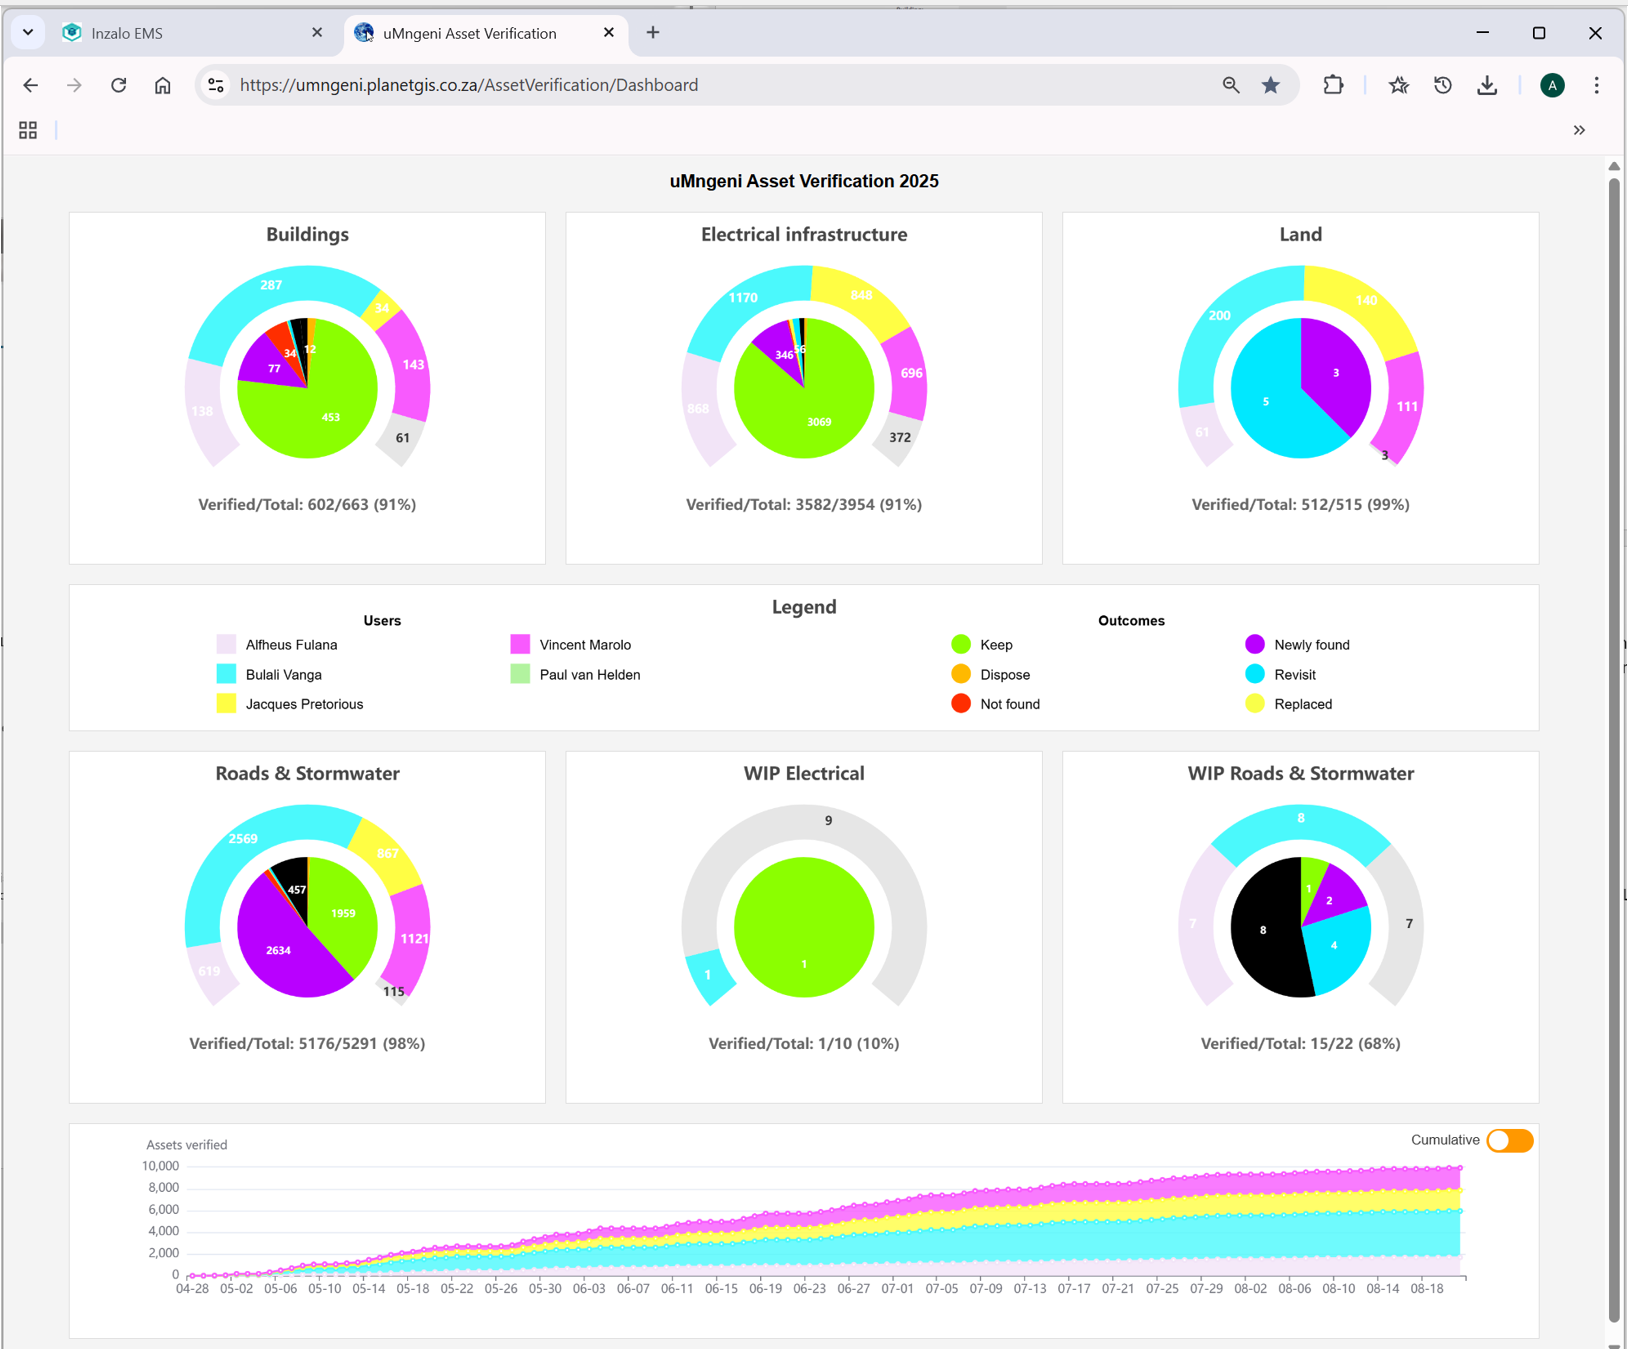 Inzalo EMS
uMngeni Asset Verification
https://umngeni.planetgis.co.za/AssetVerification/Dashboard
A
uMngeni Asset Verification 2025
Buildings
287
34
143
138
61
34
12
77
453
Verified/Total: 602/663 (91%)
Electrical infrastructure
1170
848
696
868
372
346
3069
Verified/Total: 3582/3954 (91%)
Land
200
140
111
61
3
3
5
Verified/Total: 512/515 (99%)
Legend
Users
Alfheus Fulana
Bulali Vanga
Jacques Pretorious
Vincent Marolo
Paul van Helden
Outcomes
Keep
Dispose
Not found
Newly found
Revisit
Replaced
Roads & Stormwater
2569
867
1121
619
115
457
1959
2634
Verified/Total: 5176/5291 (98%)
WIP Electrical
9
1
1
Verified/Total: 1/10 (10%)
WIP Roads & Stormwater
8
7
7
1
2
4
8
Verified/Total: 15/22 (68%)
Assets verified
Cumulative
10,000
8,000
6,000
4,000
2,000
0
04-28 05-02 05-06 05-10 05-14 05-18 05-22 05-26 05-30 06-03 06-07 06-11 06-15 06-19 06-23 06-27 07-01 07-05 07-09 07-13 07-17 07-21 07-25 07-29 08-02 08-06 08-10 08-14 08-18